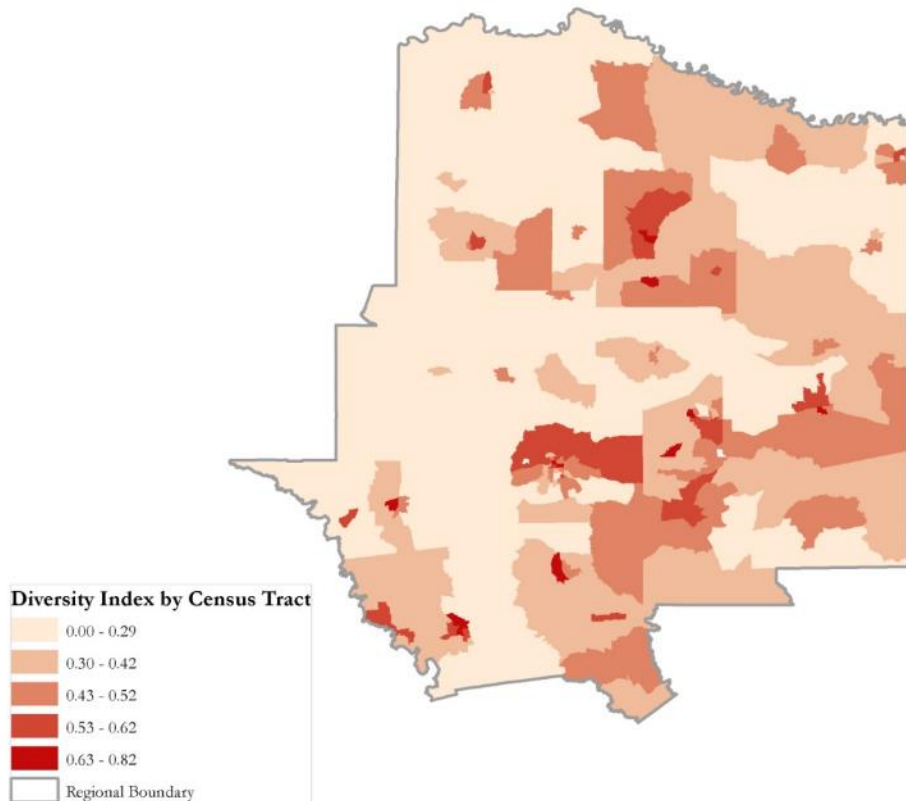 Diversity Index by Census Tract
0.00 - 0.29
0.30 - 0.42
0.43 - 0.52
0.53 - 0.62
0.63 - 0.82
Regional Boundary